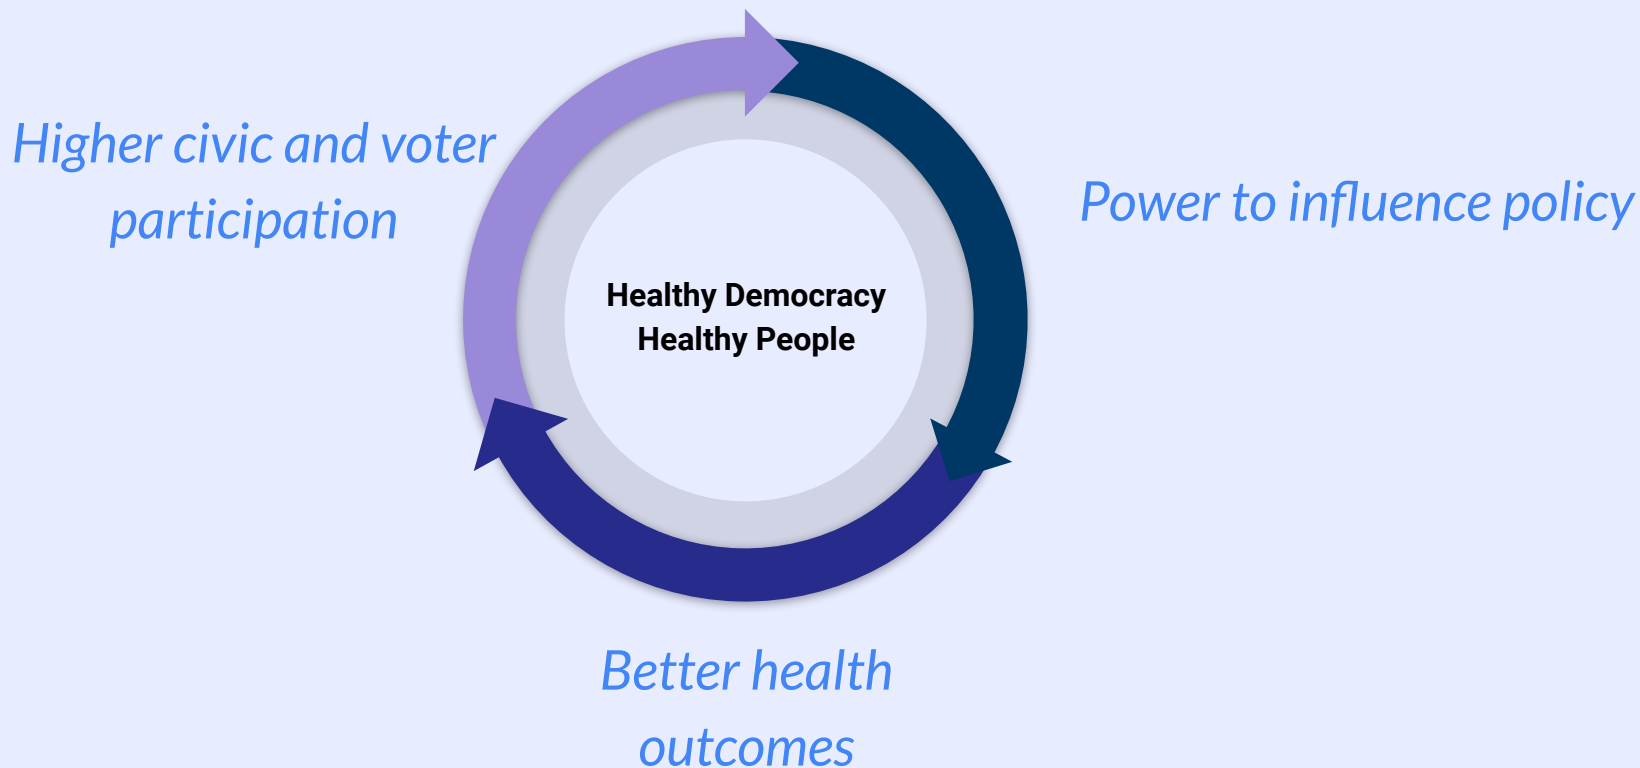 Higher civic and voter
participation
Power to influence policy
Healthy Democracy
Healthy People
Better health
outcomes